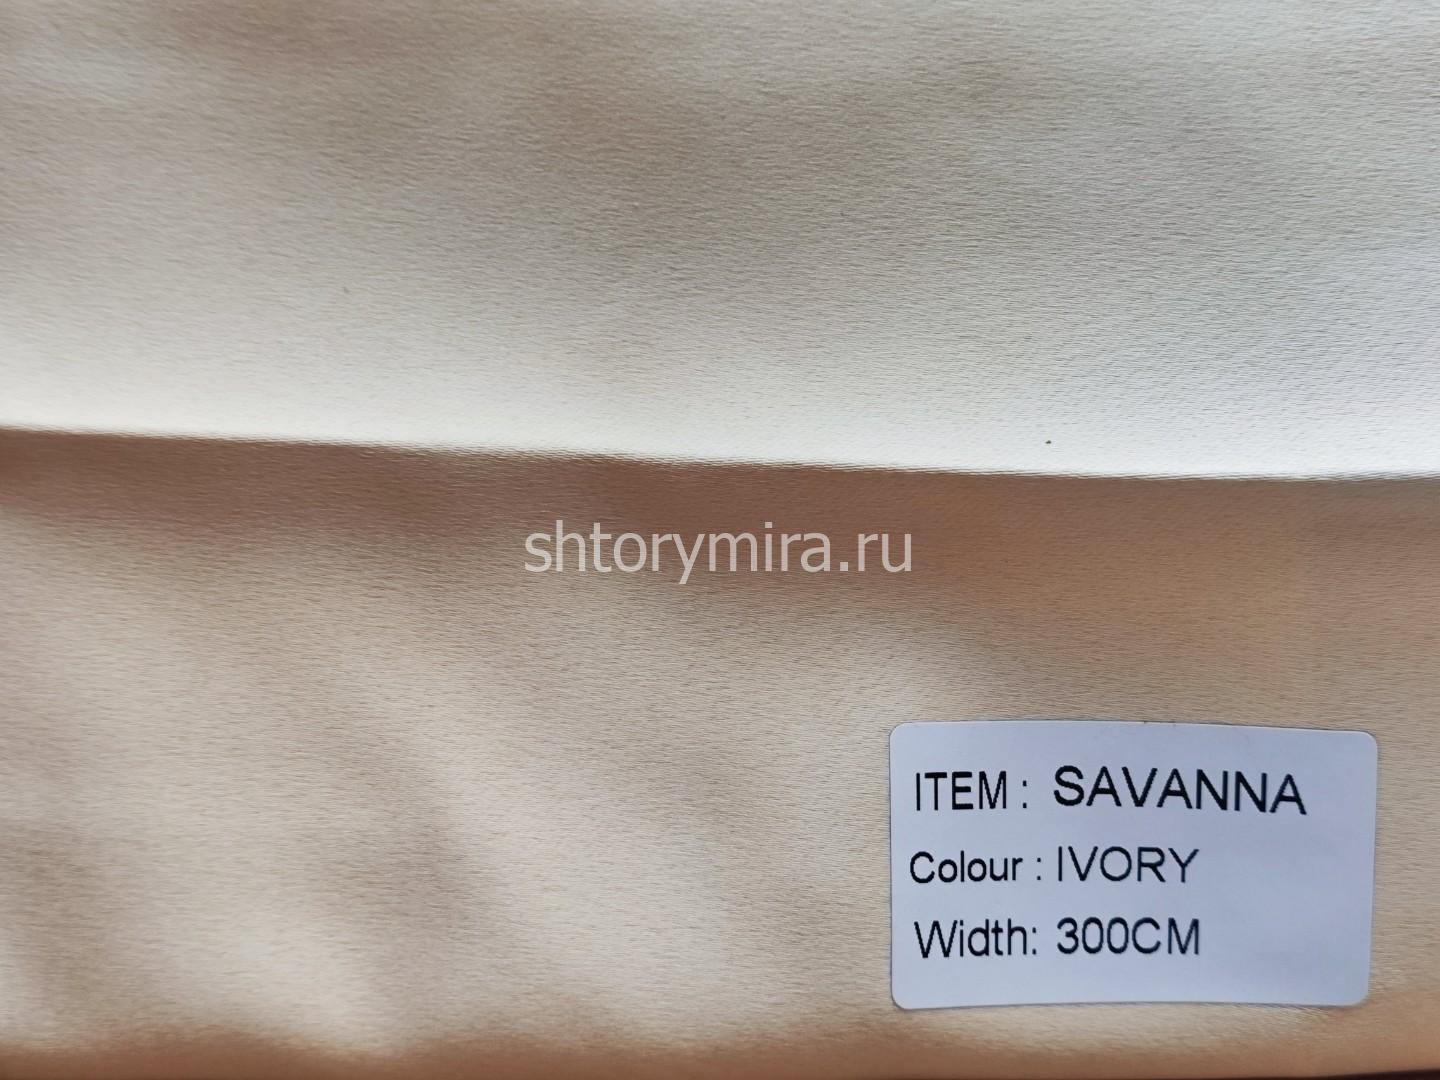 shtorymira.ru
ITEM : SAVANNA
Colour : IVORY
Width: 300CM